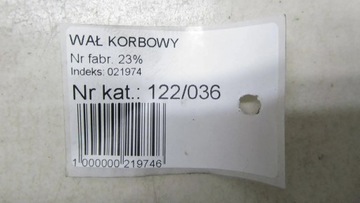 WAŁ KORBOWY
Nr fabr. 23%
Indeks: 021974
Nr kat.: 122/036
1 000000 219746